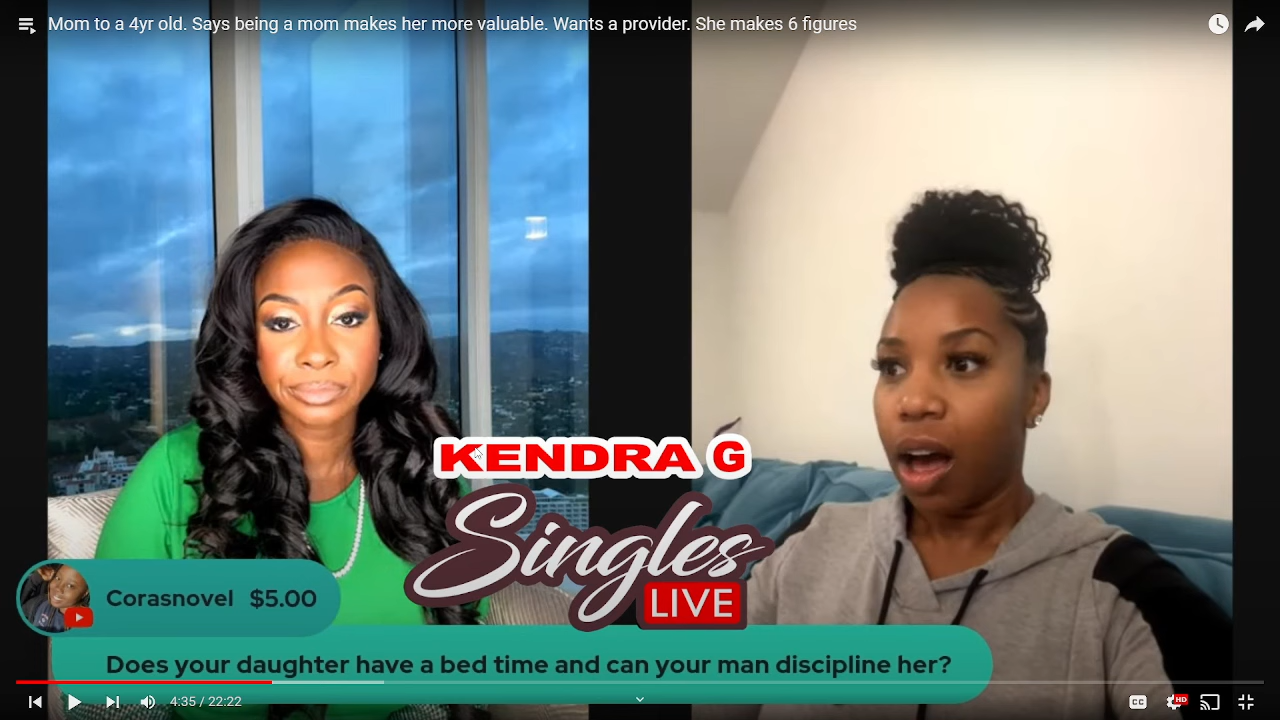 Mom to a 4yr old. Says being a mom makes her more valuable. Wants a provider. She makes 6 figures
KENDRA G
Singles
LIVE
Corasnovel $5.00
Does your daughter have a bed time and can your man discipline her?
4:35 / 22:22
CC
HD